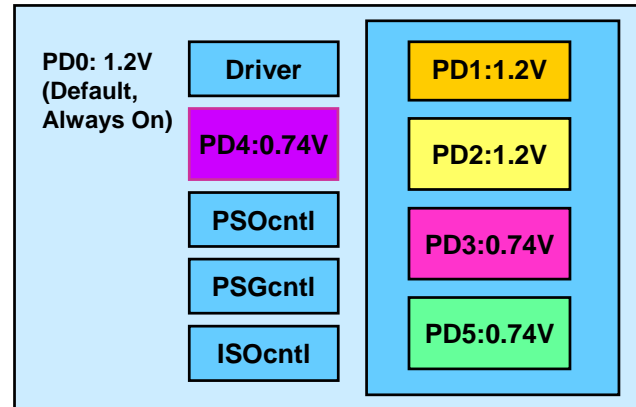 PD0: 1.2V
(Default,
Always On)
Driver
PD4:0.74V
PSOcntl
PSGcntl
ISOcntl
PD1:1.2V
PD2:1.2V
PD3:0.74V
PD5:0.74V